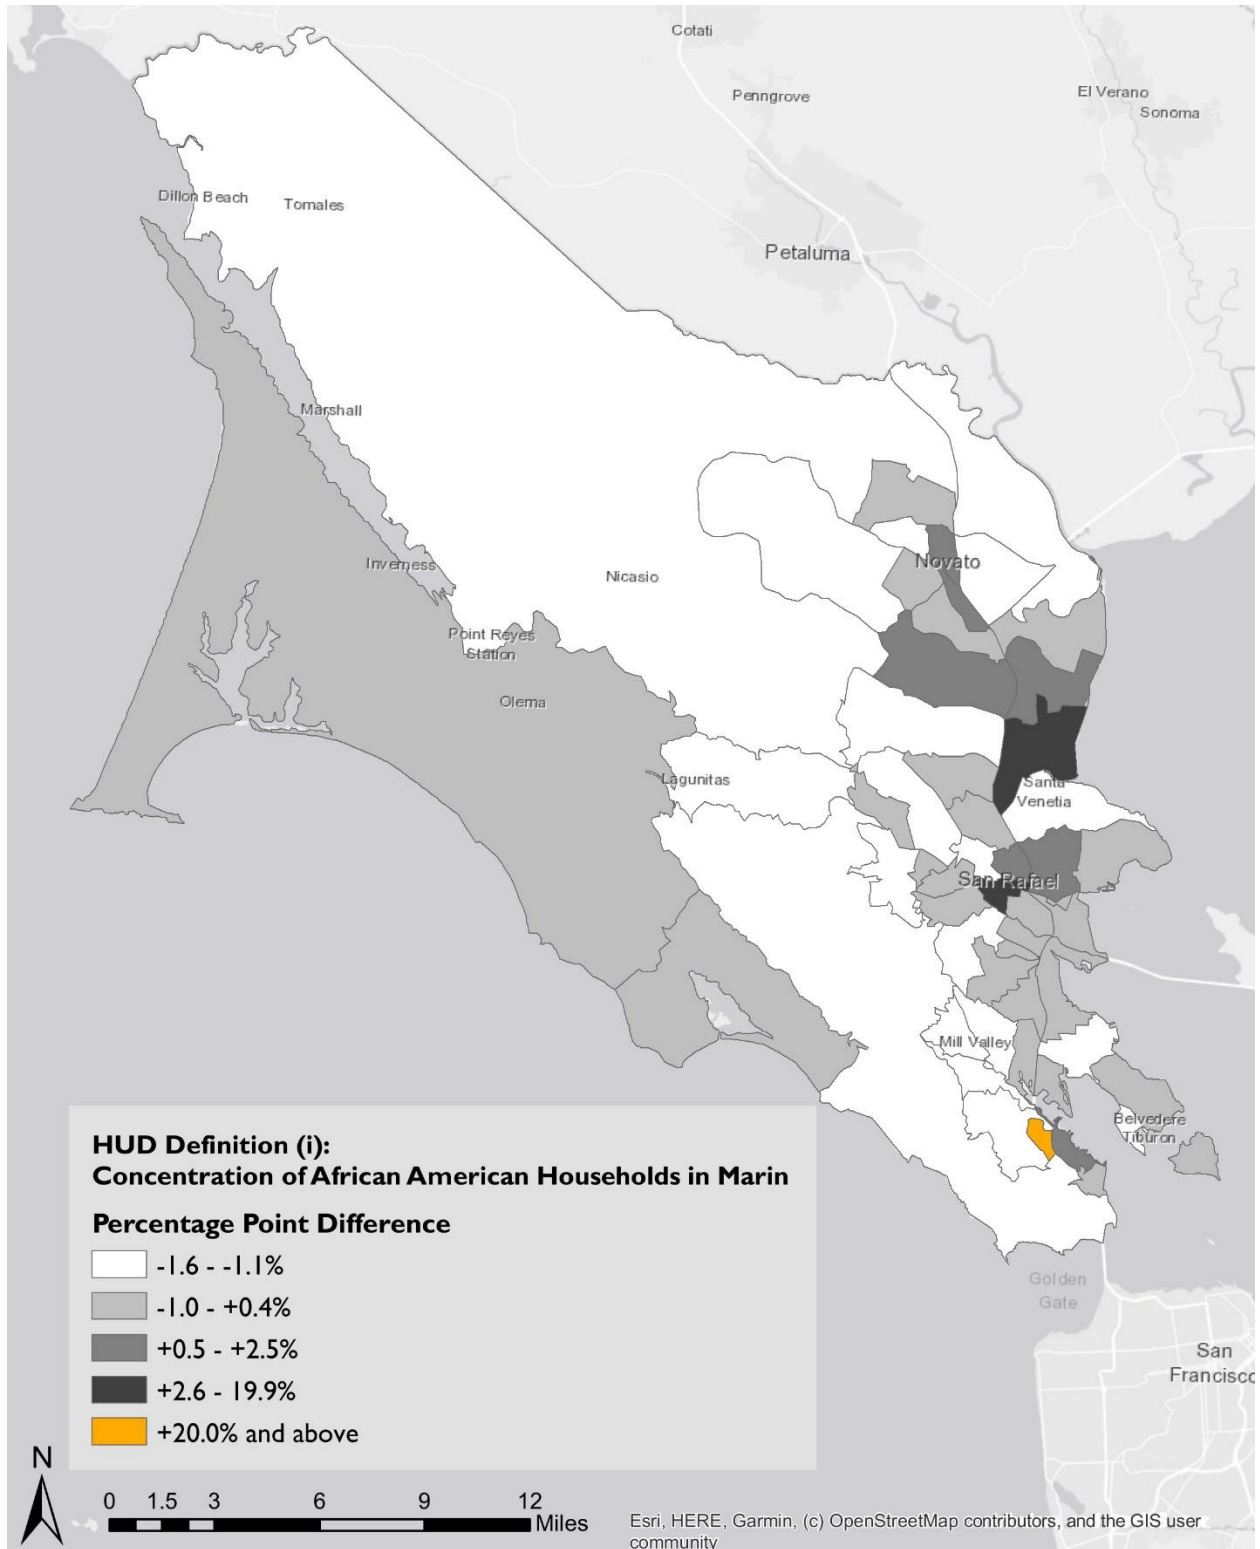 Cotati
Penngrove
El Verano
Sonoma
Dillon Beach
Tomales
Petaluma
Marshall
Inverness
Nicasio
Novato
Point Reyes
Station
Olema
Lagunitas
Santa
Venetia
San Rafael
Mill Valley
Belvedere
Tiburon
Golden
Gate
San
Francisco
HUD Definition (i):
Concentration of African American Households in Marin
Percentage Point Difference
-1.6 - -1.1%
-1.0 - +0.4%
+0.5 - +2.5%
+2.6 - 19.9%
+20.0% and above
N
0 1.5 3 6 9 12
Miles
Esri, HERE, Garmin, (c) OpenStreetMap contributors, and the GIS user
community